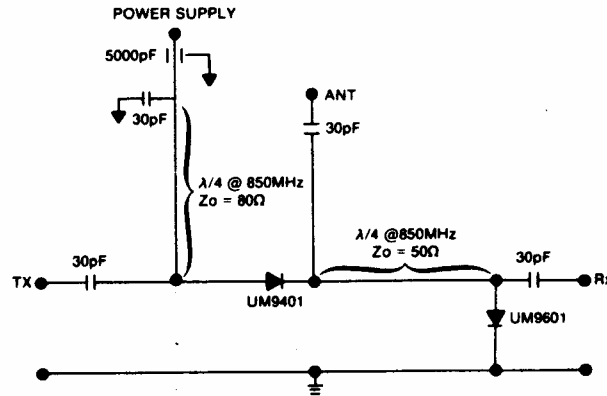 POWER SUPPLY
5000pF
ANT
30pF
30pF
λ/4 @ 850MHz
Zo = 80Ω
λ/4 @850MHz
Zo = 50Ω
30pF
30pF
TX
Rx
UM9401
UM9601